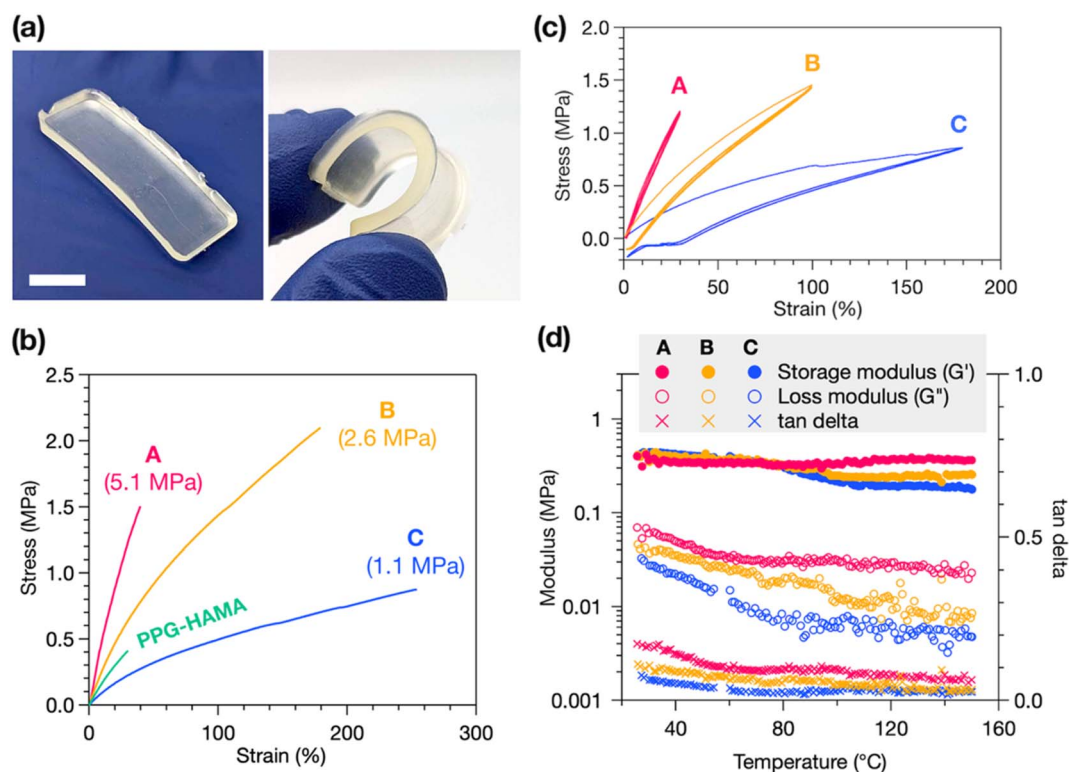 (a)
(b)
2.5
2.0
1.5
1.0
0.5
0.0
Stress (MPa)
A
(5.1 MPa)
B
(2.6 MPa)
C
(1.1 MPa)
PPG-HAMA
0 100 200 300
Strain (%)
(c)
2.0
1.5
1.0
0.5
0.0
Stress (MPa)
A
B
C
0 50 100 150 200
Strain (%)
(d)
A B C
Storage modulus (G')
Loss modulus (G")
tan delta
1
0.1
0.01
0.001
Modulus (MPa)
1.0
0.5
0.0
tan delta
40 80 120 160
Temperature (°C)